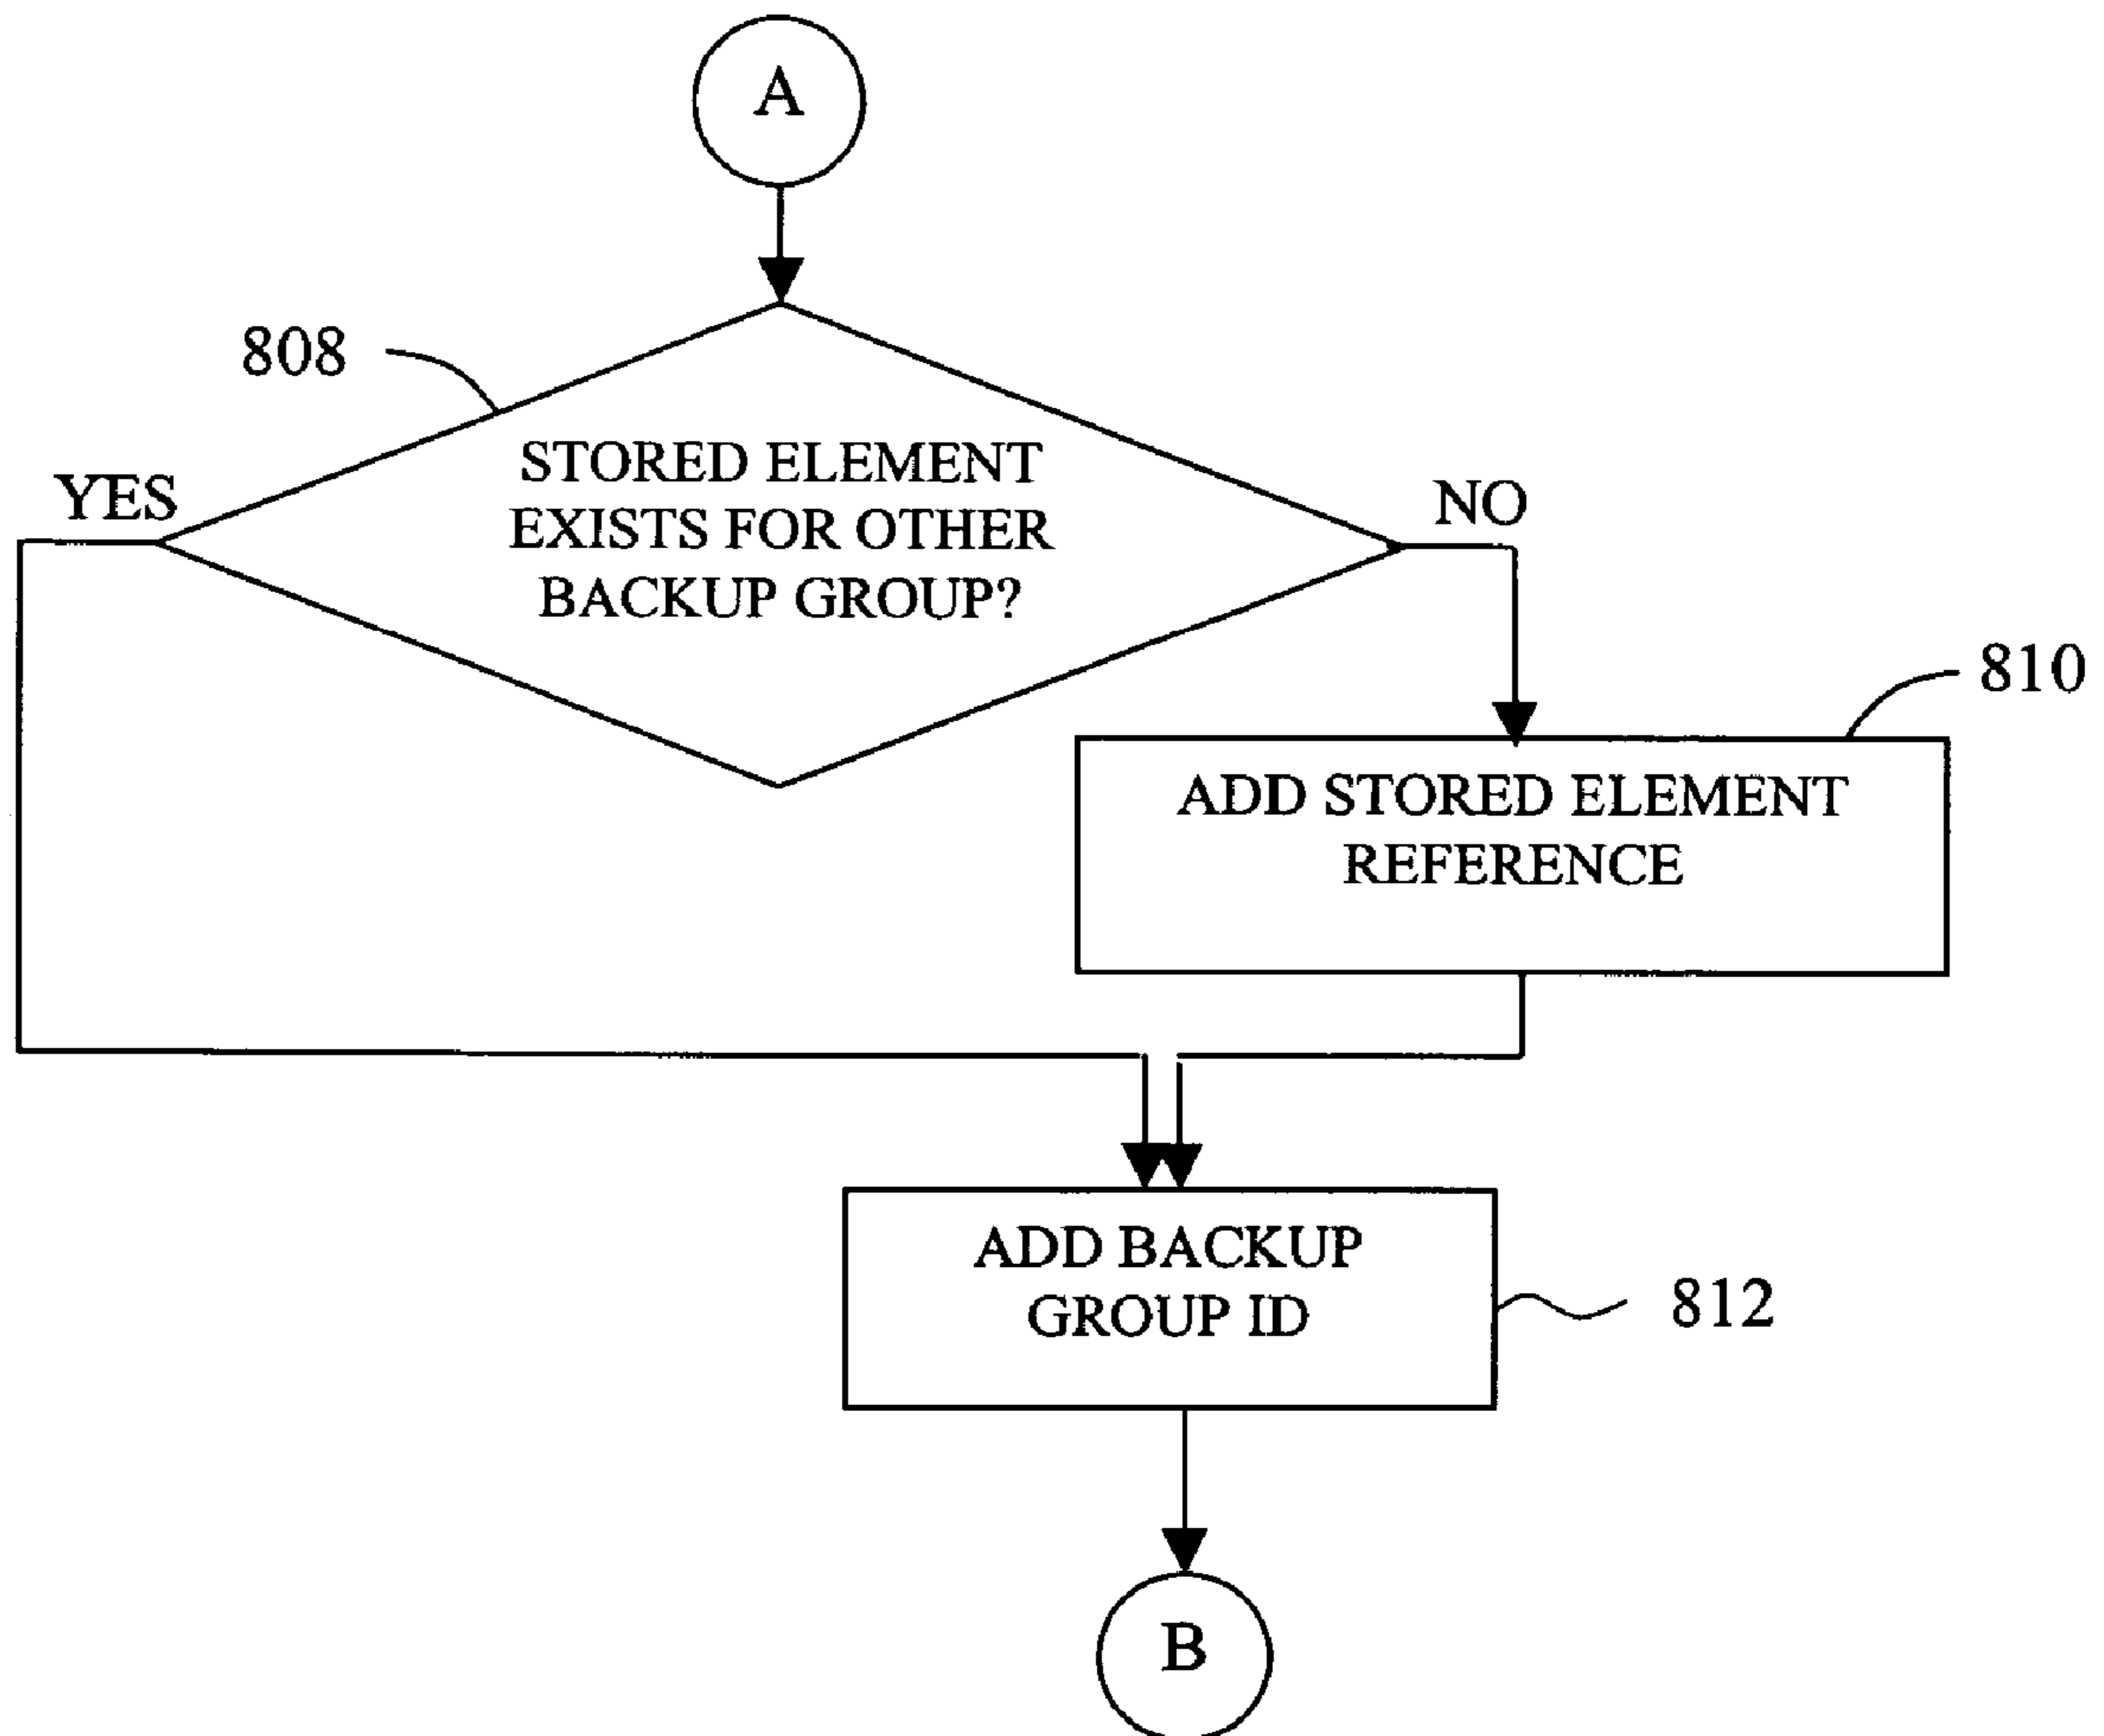 A
808
STORED ELEMENT
EXISTS FOR OTHER
BACKUP GROUP?
YES
NO
810
ADD STORED ELEMENT
REFERENCE
ADD BACKUP
GROUP ID
812
B